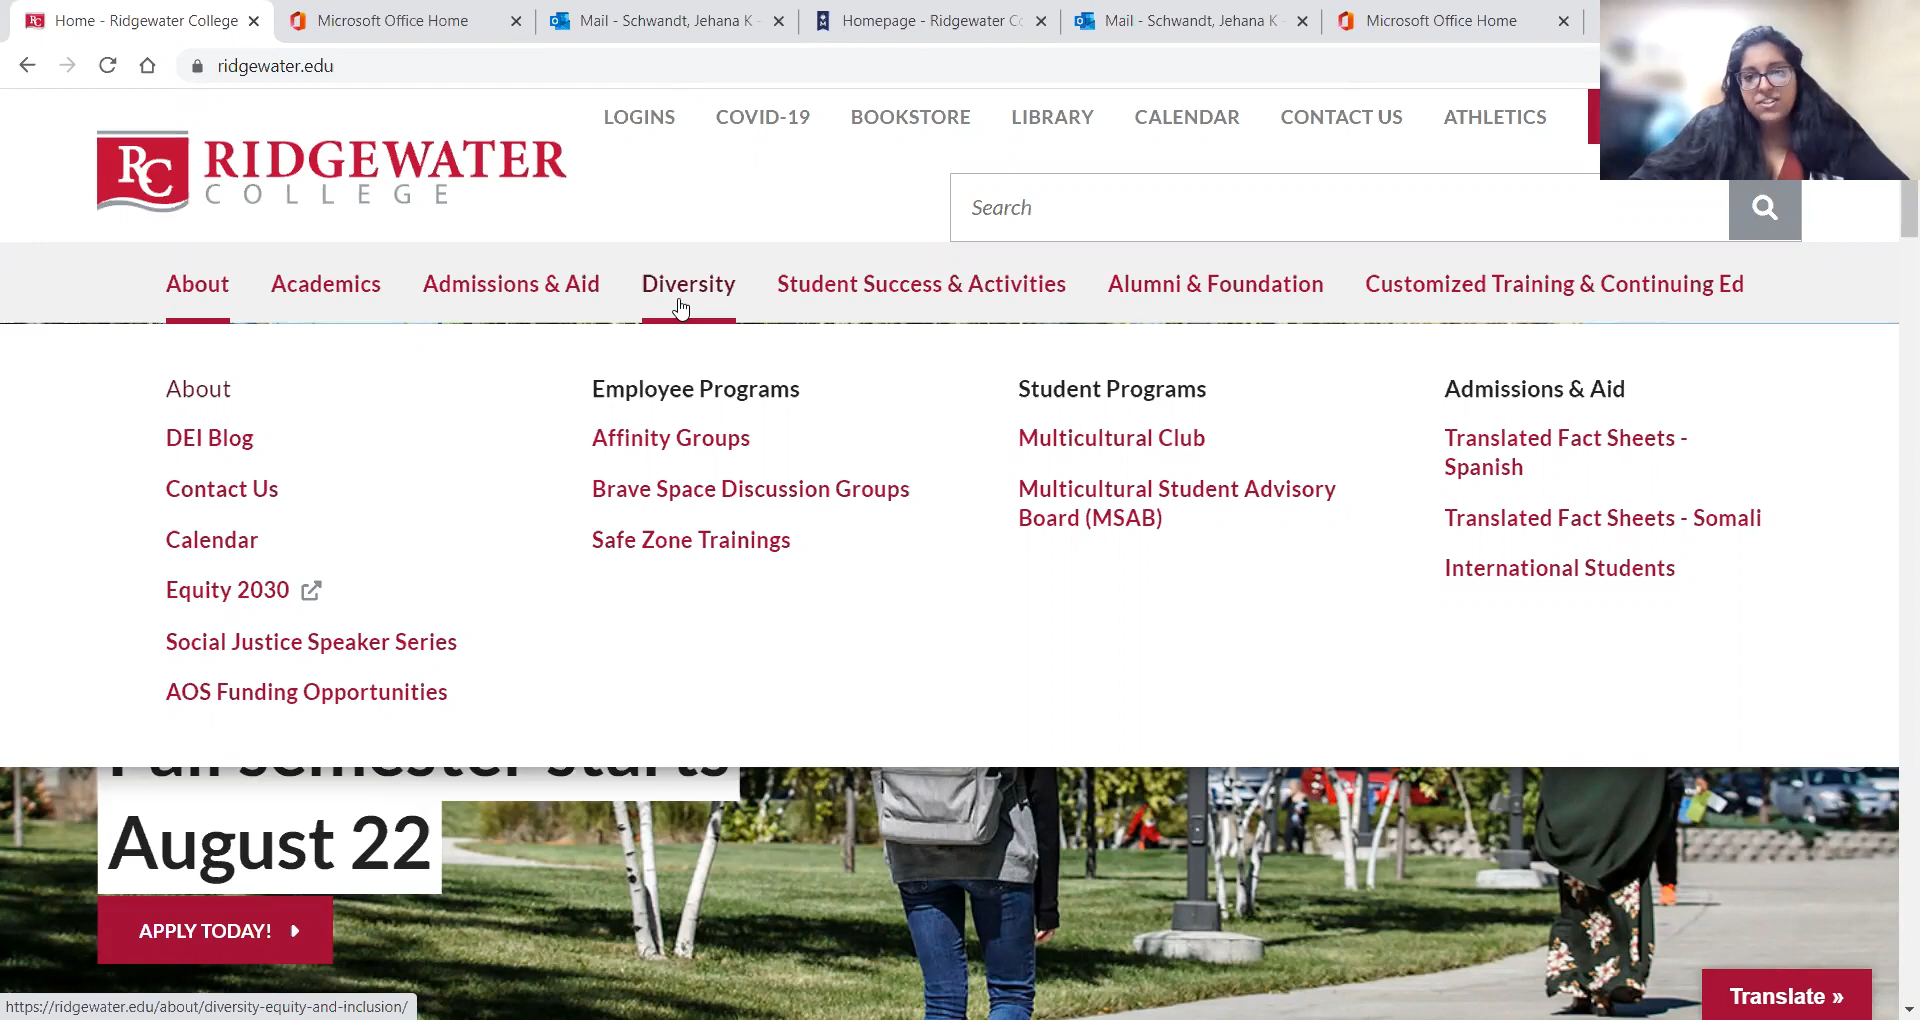 Home - Ridgewater College
Microsoft Office Home
Mail - Schwandt, Jehana K -
Homepage - Ridgewater Co
Mail - Schwandt, Jehana K -
Microsoft Office Home
ridgewater.edu
LOGINS COVID-19 BOOKSTORE LIBRARY CALENDAR CONTACT US ATHLETICS
RC
RIDGEWATER
COLLEGE
Search
About Academics Admissions & Aid Diversity Student Success & Activities Alumni & Foundation Customized Training & Continuing Ed
About
DEI Blog
Contact Us
Calendar
Equity 2030
Social Justice Speaker Series
AOS Funding Opportunities
Employee Programs
Affinity Groups
Brave Space Discussion Groups
Safe Zone Trainings
Student Programs
Multicultural Club
Multicultural Student Advisory
Board (MSAB)
Admissions & Aid
Translated Fact Sheets -
Spanish
Translated Fact Sheets - Somali
International Students
Fall semester starts
August 22
APPLY TODAY!
https://ridgewater.edu/about/diversity-equity-and-inclusion/
Translate »